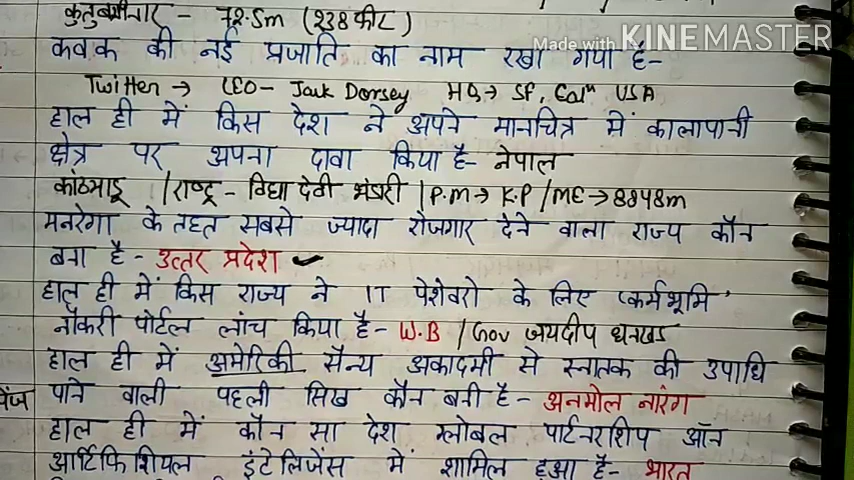 कुतुबमीनार - 72.5m (238 फीट)
Made with KINEMASTER
कवक की नई प्रजाति का नाम रखा गया है-
Twitter → CEO - Jack Dorsey HQ → SF, Calⁿ USA
हाल ही में किस देश ने अपने मानचित्र में कालापानी
क्षेत्र पर अपना दावा किया है- नेपाल
काठमाडू / राष्ट्र - विद्या देवी भंडारी / P.M → K.P / ME → 8848m
मनरेगा के तहत सबसे ज्यादा रोजगार देने वाला राज्य कौन
बना है - उत्तर प्रदेश
हाल ही में किस राज्य ने IT पेशेवरो के लिए 'कर्मभूमि'
नौकरी पोर्टल लांच किया है- W.B / Gov जयदीप धनखड
हाल ही में अमेरिकी सैन्य अकादमी से स्नातक की उपाधि
पाने वाली पहली सिख कौन बनी है- अनमोल नारंग
हाल ही में कौन सा देश ग्लोबल पार्टनरशिप ऑन
आर्टिफिशियल इंटेलिजेंस में शामिल हुआ है- भारत